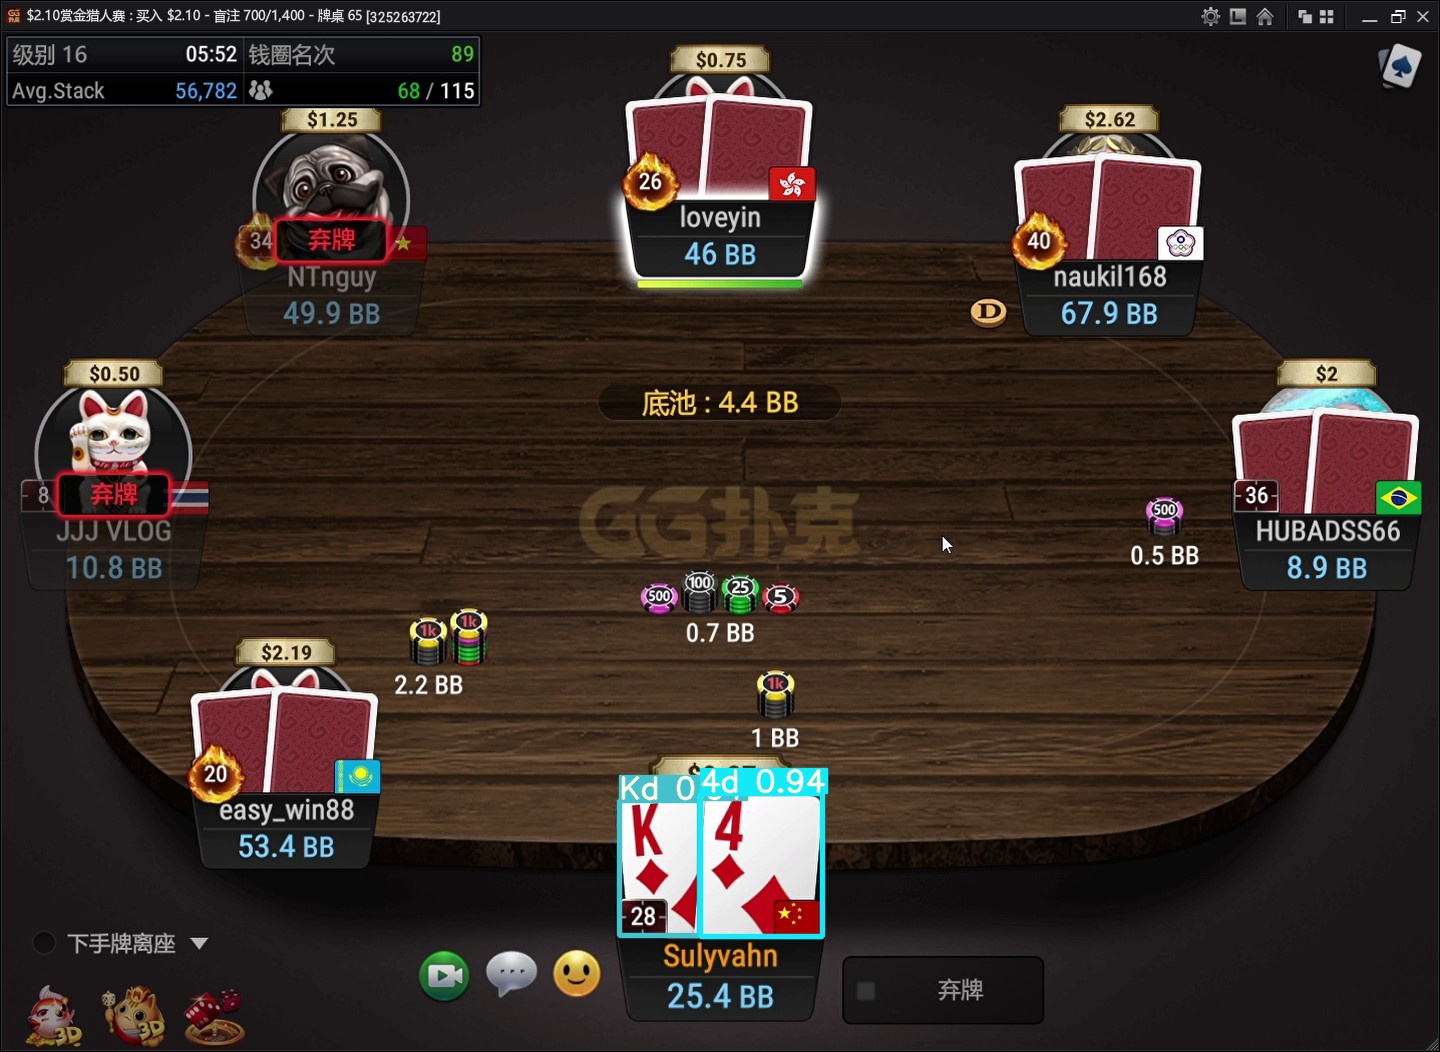 $2.10赏金猎人赛 : 买入 $2.10 - 盲注 700/1,400 - 牌桌 65 [325263722]
级别 16 05:52 钱圈名次 89
Avg.Stack 56,782 68 / 115
$0.75
26
loveyin
46 BB
$1.25
34
弃牌
NTnguy
49.9 BB
$2.62
40
naukil168
67.9 BB
D
$0.50
8
弃牌
JJJ VLOG
10.8 BB
底池 : 4.4 BB
$2
36
HUBADSS66
8.9 BB
GG扑克
500
0.5 BB
500 100 25 5
0.7 BB
1k 1k
2.2 BB
1k
1 BB
$2.19
20
easy_win88
53.4 BB
Kd 0
4d 0.94
K 4
28
Sulyvahn
25.4 BB
下手牌离座
弃牌
3D 3D